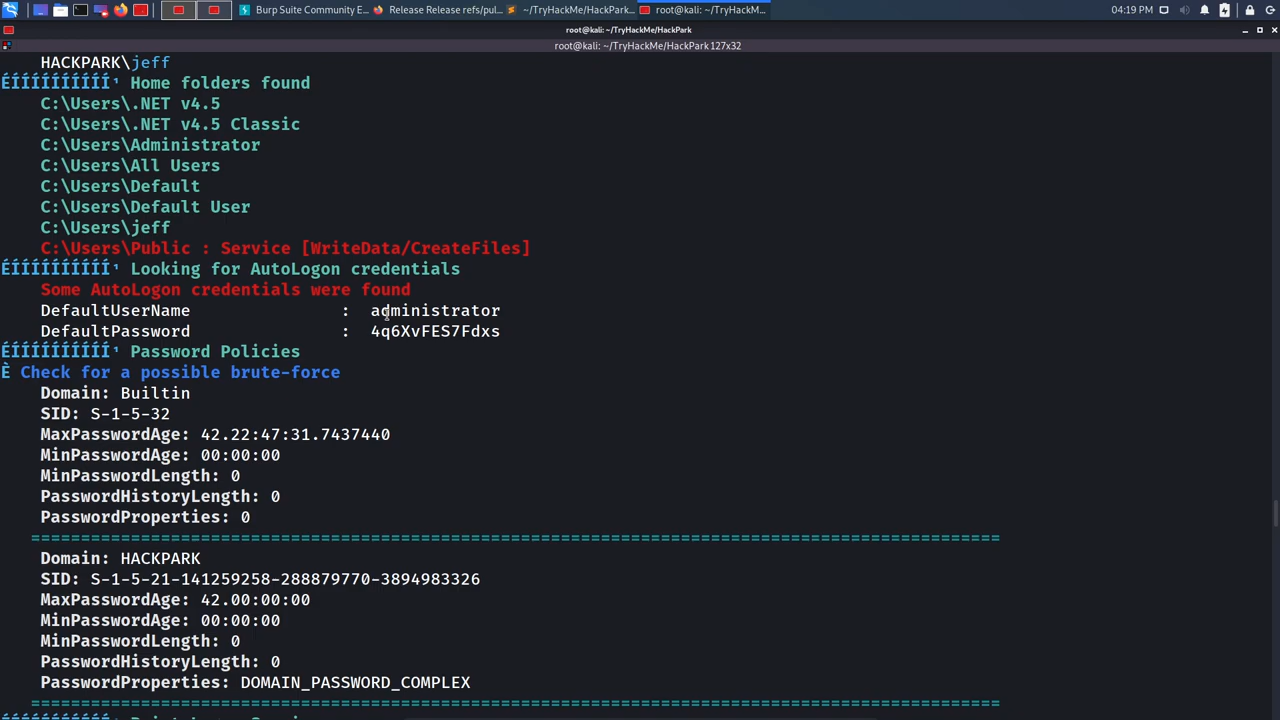 Burp Suite Community E...
Release Release refs/pul...
~/TryHackMe/HackPark...
root@kali: ~/TryHackM...
04:19 PM
root@kali: ~/TryHackMe/HackPark
root@kali: ~/TryHackMe/HackPark 127x32
HACKPARK\jeff
ÉÍÍÍÍÍÍÍÍÍÍ¹ Home folders found
C:\Users\.NET v4.5
C:\Users\.NET v4.5 Classic
C:\Users\Administrator
C:\Users\All Users
C:\Users\Default
C:\Users\Default User
C:\Users\jeff
C:\Users\Public : Service [WriteData/CreateFiles]
ÉÍÍÍÍÍÍÍÍÍÍ¹ Looking for AutoLogon credentials
Some AutoLogon credentials were found
DefaultUserName : administrator
DefaultPassword : 4q6XvFES7Fdxs
ÉÍÍÍÍÍÍÍÍÍÍ¹ Password Policies
È Check for a possible brute-force
Domain: Builtin
SID: S-1-5-32
MaxPasswordAge: 42.22:47:31.7437440
MinPasswordAge: 00:00:00
MinPasswordLength: 0
PasswordHistoryLength: 0
PasswordProperties: 0
=================================================================================================
Domain: HACKPARK
SID: S-1-5-21-141259258-288879770-3894983326
MaxPasswordAge: 42.00:00:00
MinPasswordAge: 00:00:00
MinPasswordLength: 0
PasswordHistoryLength: 0
PasswordProperties: DOMAIN_PASSWORD_COMPLEX
=================================================================================================